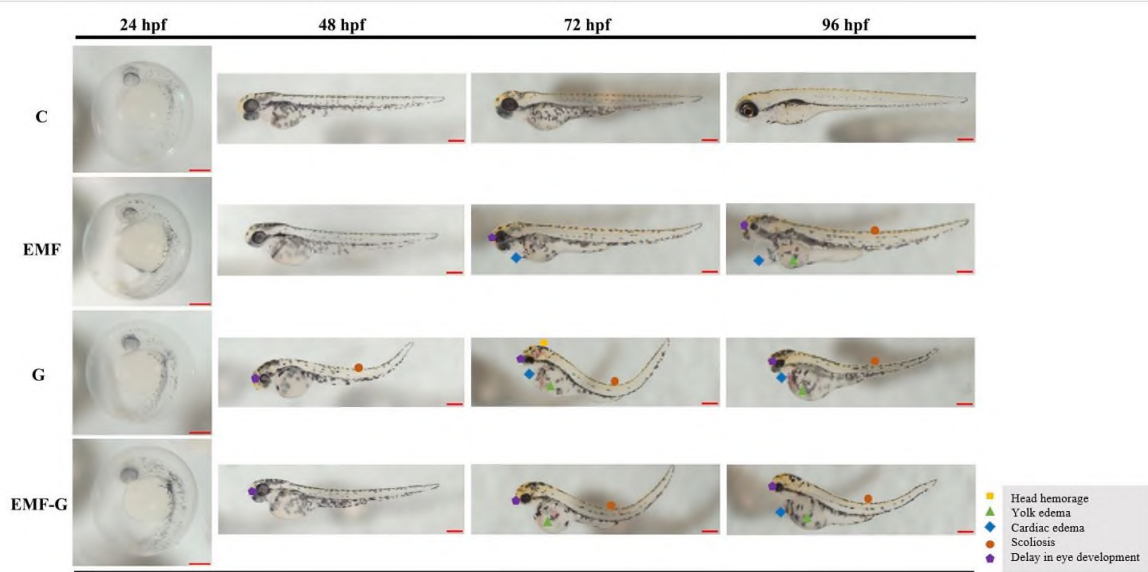 24 hpf 48 hpf 72 hpf 96 hpf
C
EMF
G
EMF-G
Head hemorage
Yolk edema
Cardiac edema
Scoliosis
Delay in eye development